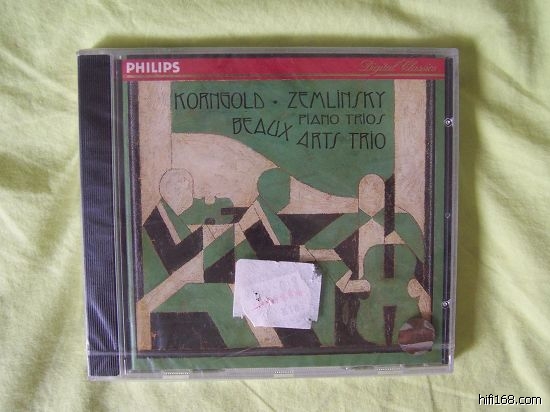 PHILIPS
Digital Classics
KORNGOLD · ZEMLINSKY
PIANO TRIOS
BEAUX ARTS TRIO
hifi168.com